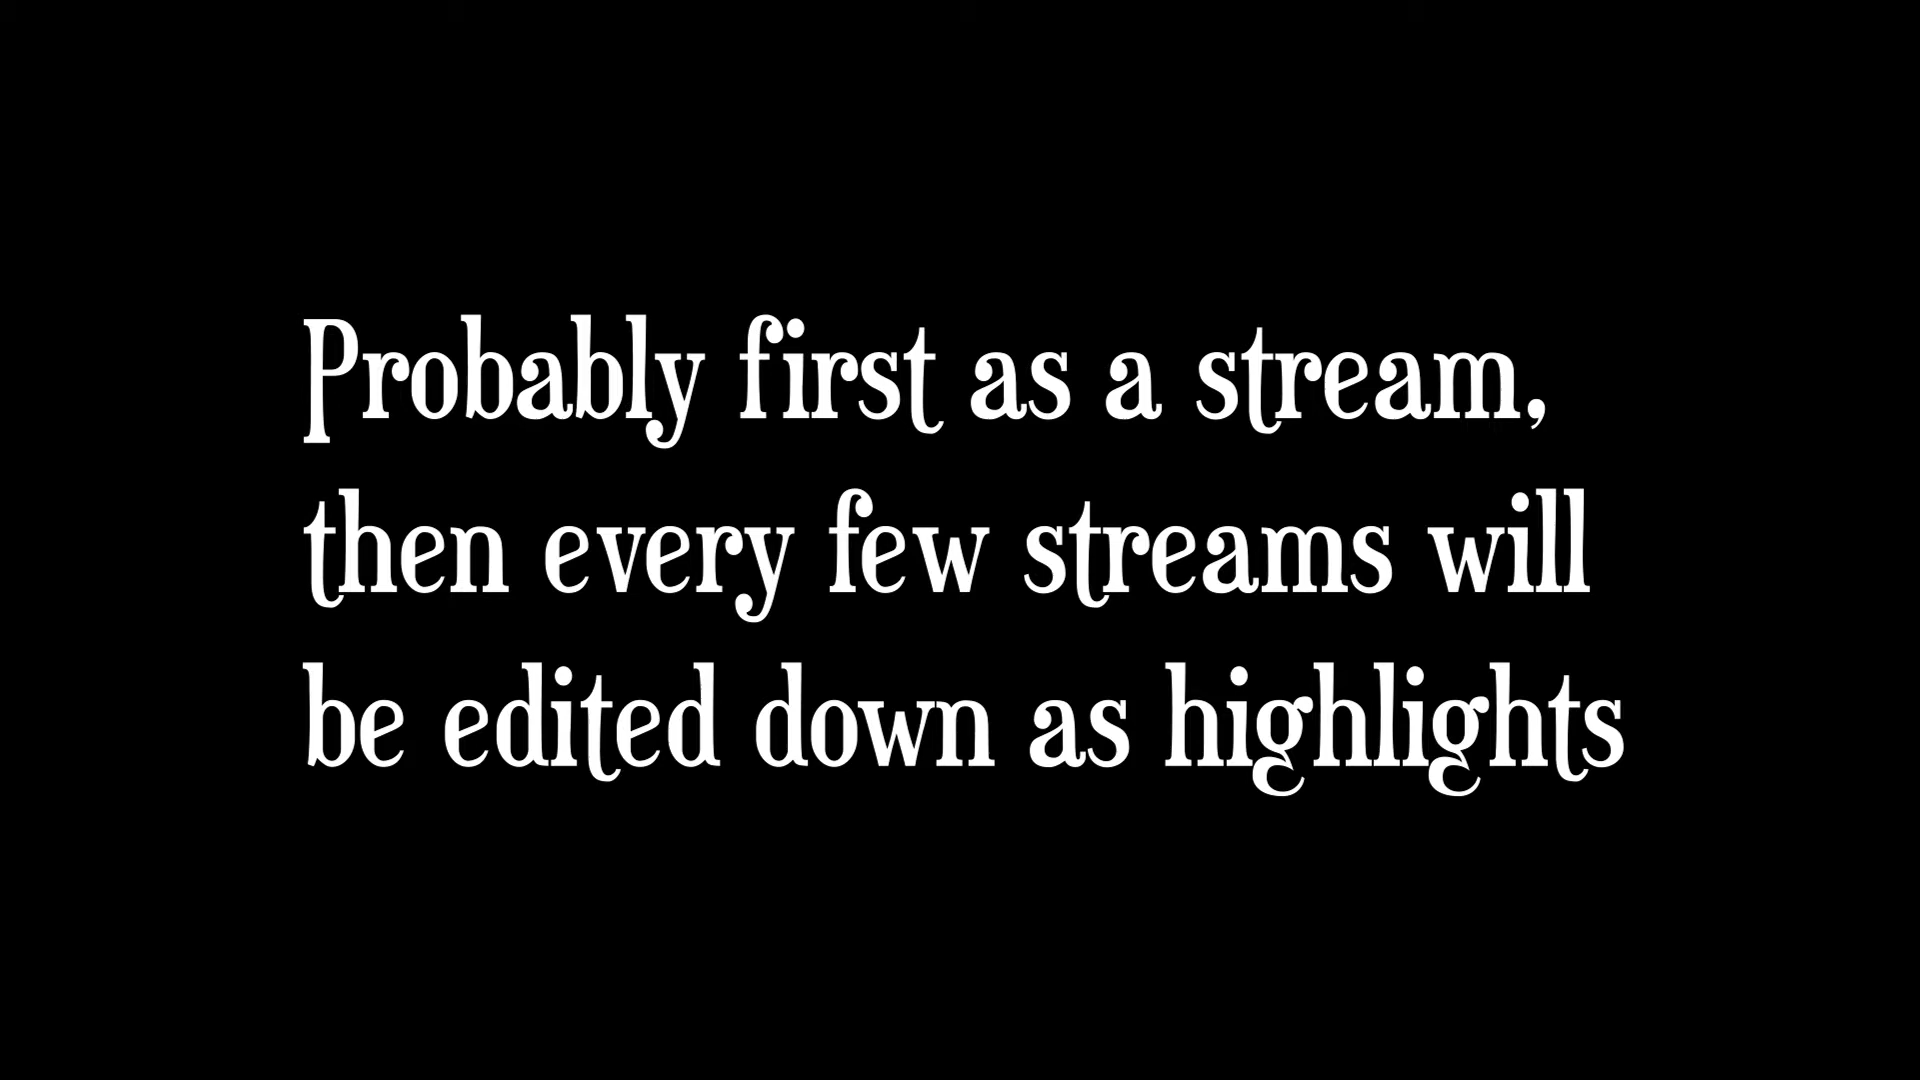 Probably first as a stream,
then every few streams will
be edited down as highlights